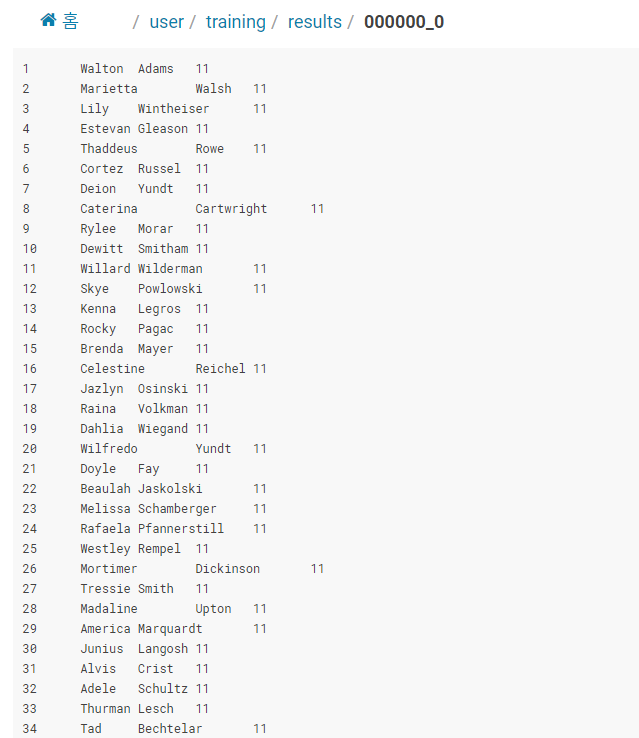 홈 / user / training / results / 000000_0
1 Walton Adams 11
2 Marietta Walsh 11
3 Lily Wintheiser 11
4 Estevan Gleason 11
5 Thaddeus Rowe 11
6 Cortez Russel 11
7 Deion Yundt 11
8 Caterina Cartwright 11
9 Rylee Morar 11
10 Dewitt Smitham 11
11 Willard Wilderman 11
12 Skye Powlowski 11
13 Kenna Legros 11
14 Rocky Pagac 11
15 Brenda Mayer 11
16 Celestine Reichel 11
17 Jazlyn Osinski 11
18 Raina Volkman 11
19 Dahlia Wiegand 11
20 Wilfredo Yundt 11
21 Doyle Fay 11
22 Beaulah Jaskolski 11
23 Melissa Schamberger 11
24 Rafaela Pfannerstill 11
25 Westley Rempel 11
26 Mortimer Dickinson 11
27 Tressie Smith 11
28 Madaline Upton 11
29 America Marquardt 11
30 Junius Langosh 11
31 Alvis Crist 11
32 Adele Schultz 11
33 Thurman Lesch 11
34 Tad Bechtelar 11